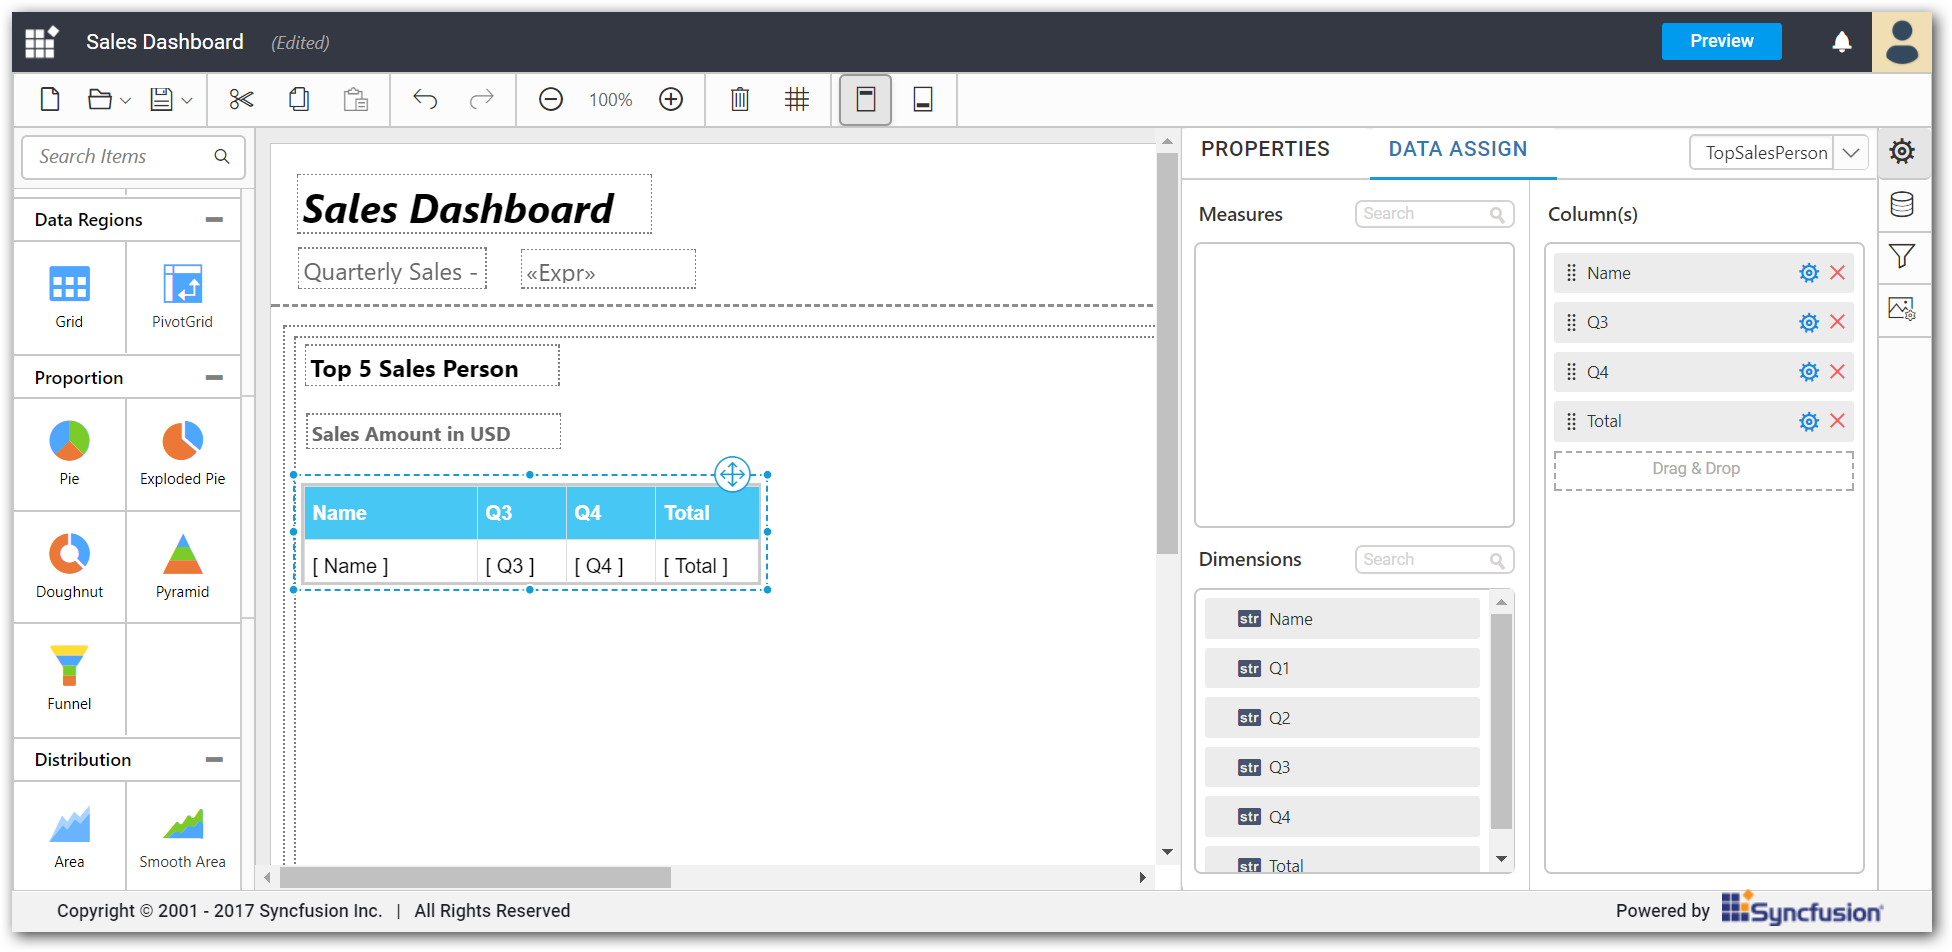 Sales Dashboard (Edited) Preview
100%
Search Items
Data Regions
Grid PivotGrid
Proportion
Pie Exploded Pie
Doughnut Pyramid
Funnel
Distribution
Area Smooth Area
Sales Dashboard
Quarterly Sales - «Expr»
Top 5 Sales Person
Sales Amount in USD
Name Q3 Q4 Total
[ Name ] [ Q3 ] [ Q4 ] [ Total ]
PROPERTIES DATA ASSIGN TopSalesPerson
Measures Search
Dimensions Search
str Name
str Q1
str Q2
str Q3
str Q4
str Total
Column(s)
Name
Q3
Q4
Total
Drag & Drop
Copyright © 2001 - 2017 Syncfusion Inc. | All Rights Reserved
Powered by Syncfusion